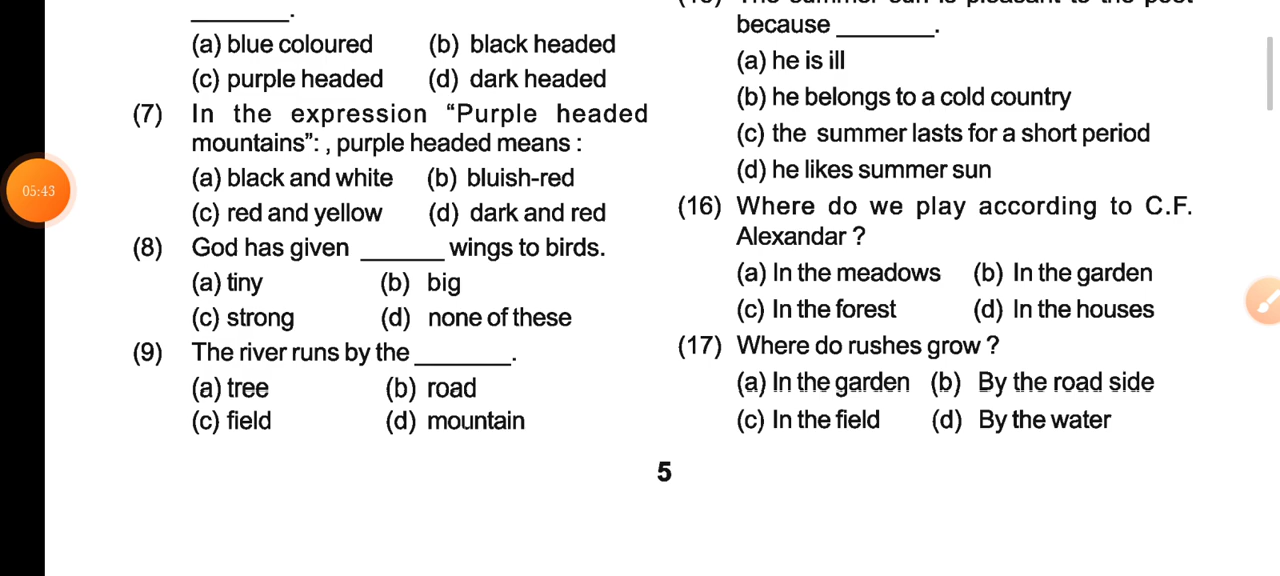 ________.
(a) blue coloured (b) black headed
(c) purple headed (d) dark headed
(7) In the expression “Purple headed
mountains”: , purple headed means :
(a) black and white (b) bluish-red
(c) red and yellow (d) dark and red
(8) God has given _______ wings to birds.
(a) tiny (b) big
(c) strong (d) none of these
(9) The river runs by the ________.
(a) tree (b) road
(c) field (d) mountain
because ________.
(a) he is ill
(b) he belongs to a cold country
(c) the summer lasts for a short period
(d) he likes summer sun
(16) Where do we play according to C.F.
Alexandar ?
(a) In the meadows (b) In the garden
(c) In the forest (d) In the houses
(17) Where do rushes grow ?
(a) In the garden (b) By the road side
(c) In the field (d) By the water
5
05:43